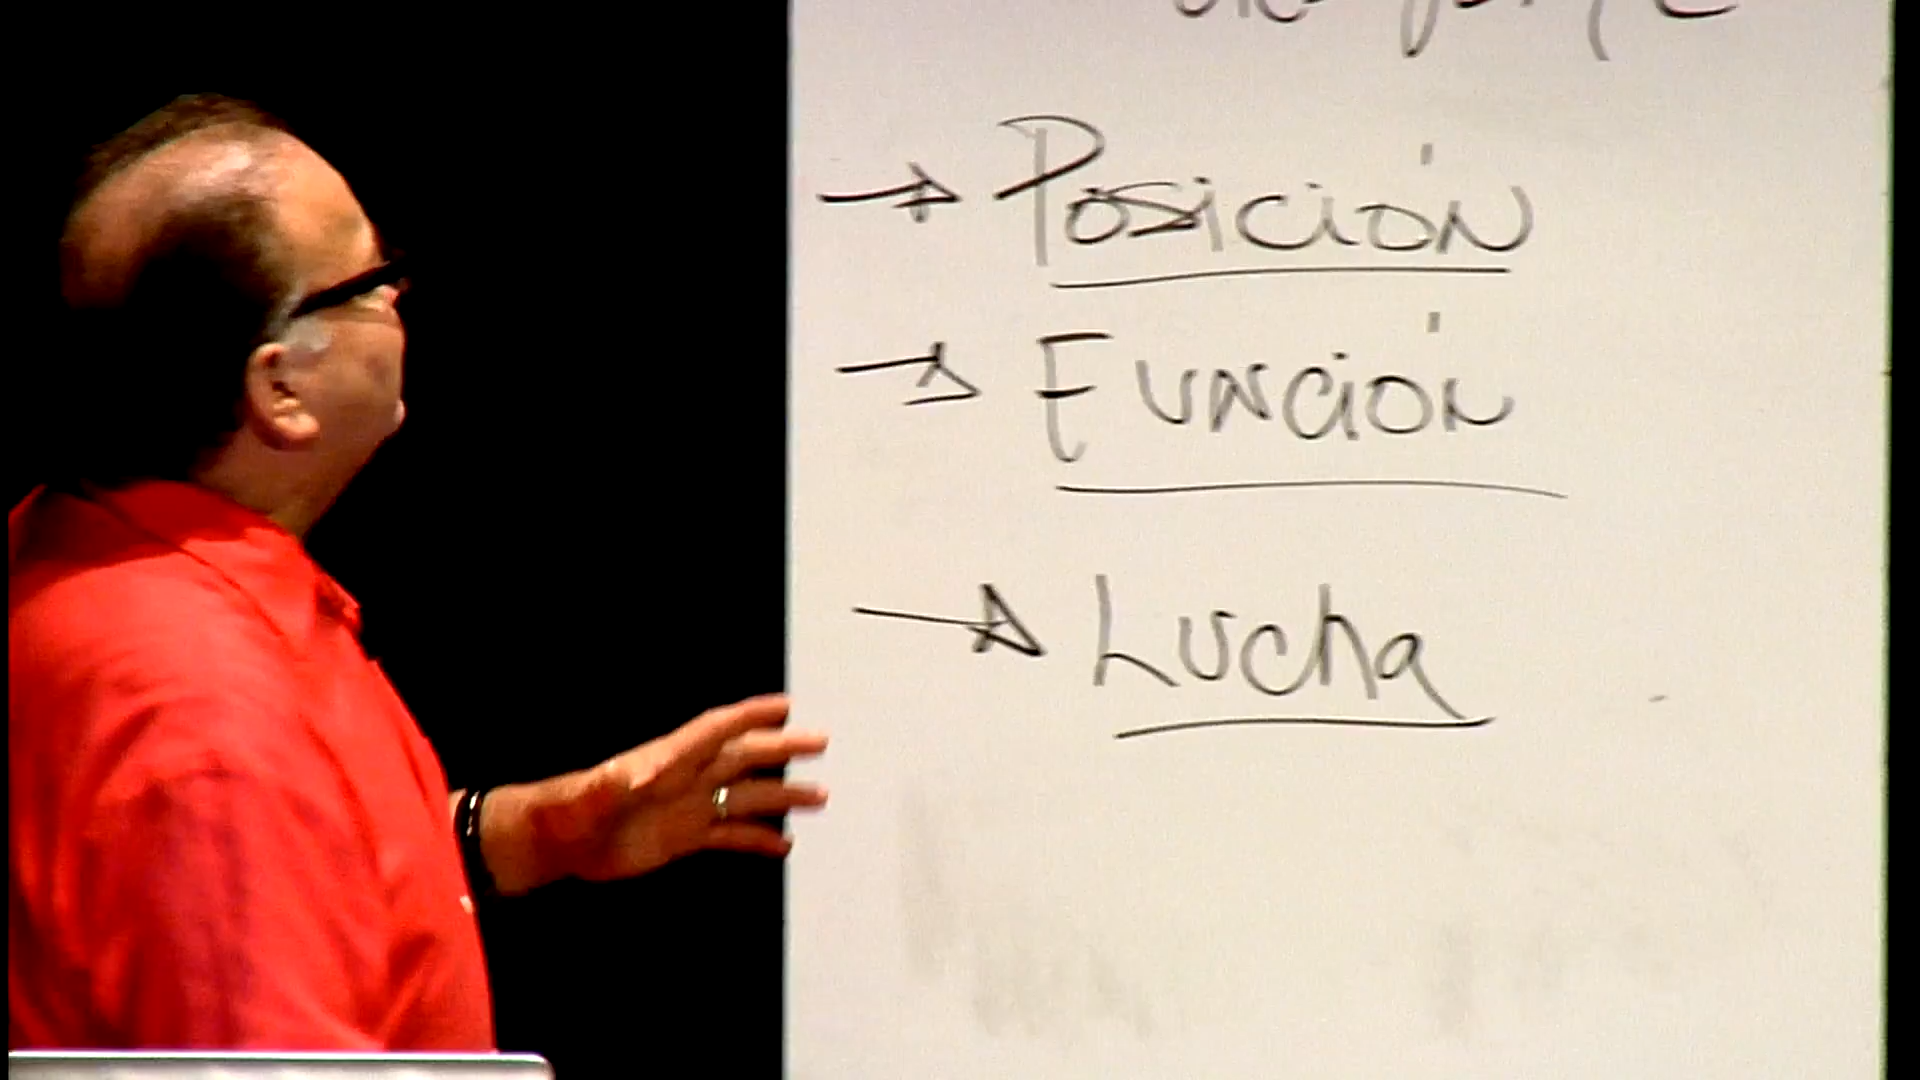 → Posición
→ Función
→ Lucha